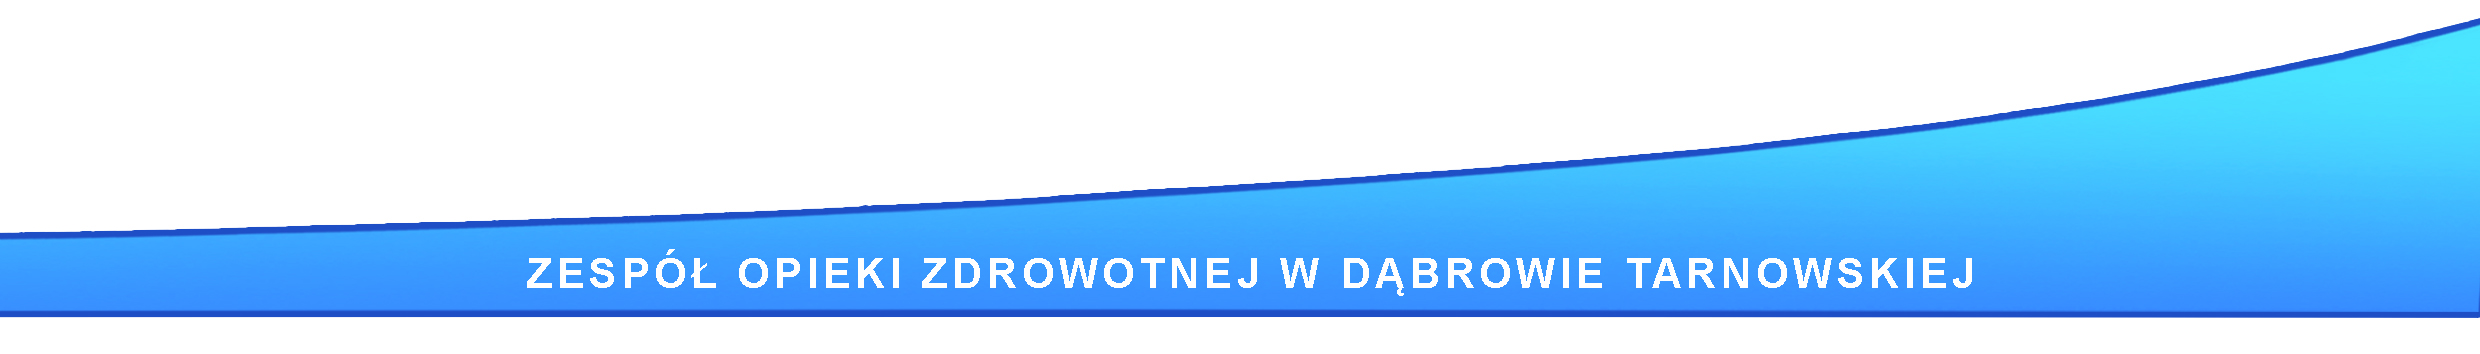 ZESPÓŁ OPIEKI ZDROWOTNEJ W DĄBROWIE TARNOWSKIEJ